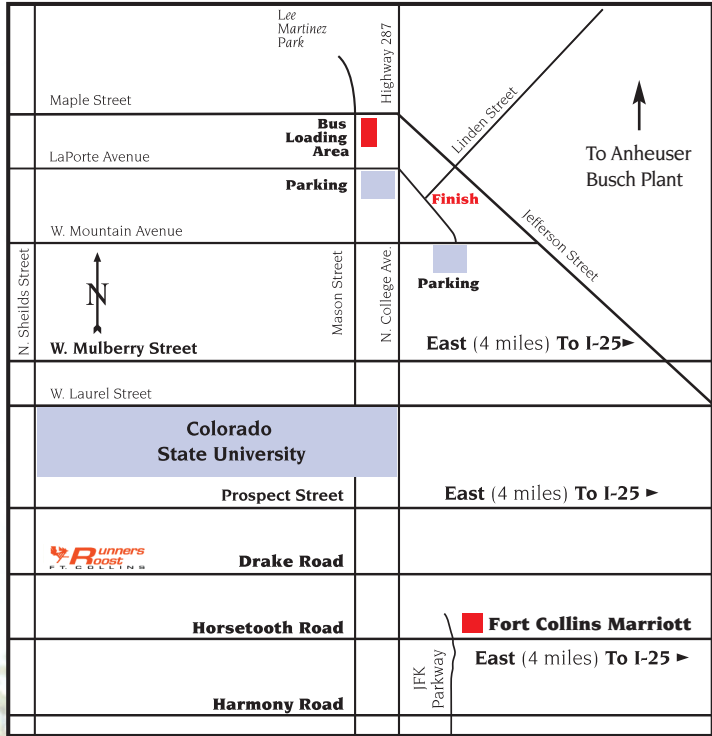 Lee
Martinez
Park
Highway 287
Maple Street
Bus
Loading
Area
Linden Street
To Anheuser
Busch Plant
LaPorte Avenue
Parking
Finish
Jefferson Street
W. Mountain Avenue
N. Sheilds Street
N
Mason Street
N. College Ave.
Parking
W. Mulberry Street
East (4 miles) To I-25
W. Laurel Street
Colorado
State University
Prospect Street
East (4 miles) To I-25
Runners
Roost
FT. COLLINS
Drake Road
Horsetooth Road
Fort Collins Marriott
JFK
Parkway
East (4 miles) To I-25
Harmony Road